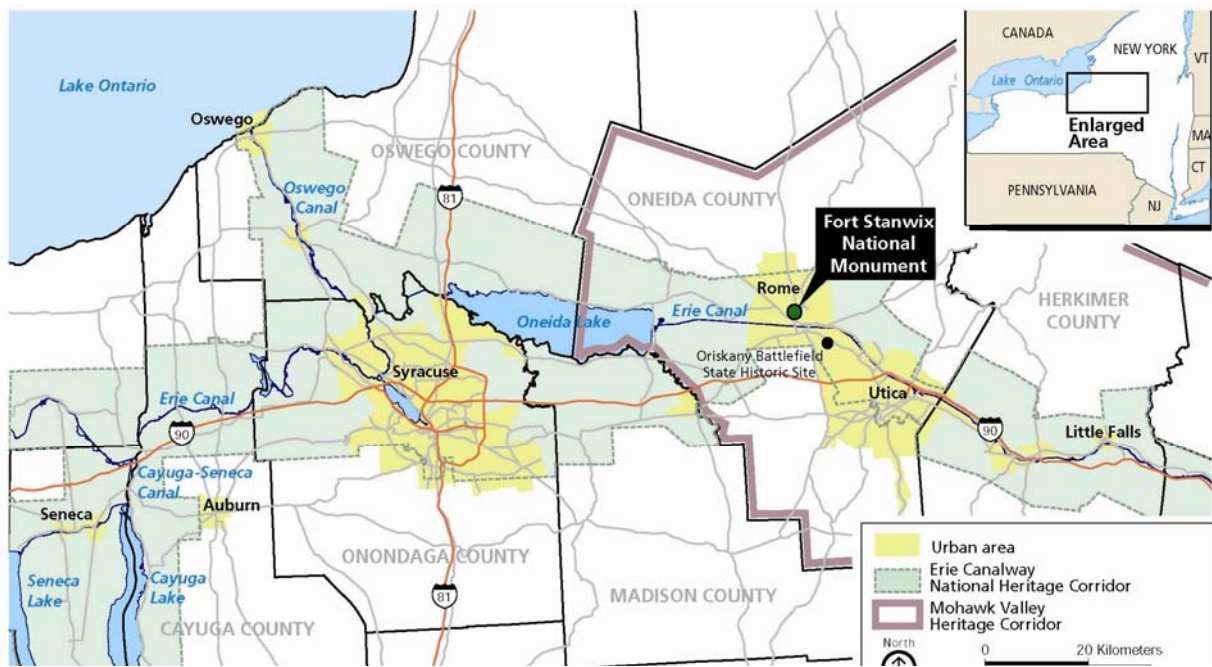 Lake Ontario
Oswego
OSWEGO COUNTY
Oswego
Canal
81
ONEIDA COUNTY
Fort Stanwix
National
Monument
Rome
Erie Canal
Oneida Lake
HERKIMER
COUNTY
Oriskany Battlefield
State Historic Site
Syracuse
Utica
Erie Canal
90
90
Little Falls
Cayuga-Seneca
Canal
Seneca
Auburn
Seneca
Lake
Cayuga
Lake
ONONDAGA COUNTY
81
MADISON COUNTY
CAYUGA COUNTY
CANADA
NEW YORK
VT
Lake Ontario
Enlarged
Area
MA
CT
PENNSYLVANIA
NJ
Urban area
Erie Canalway
National Heritage Corridor
Mohawk Valley
Heritage Corridor
North
0
20 Kilometers